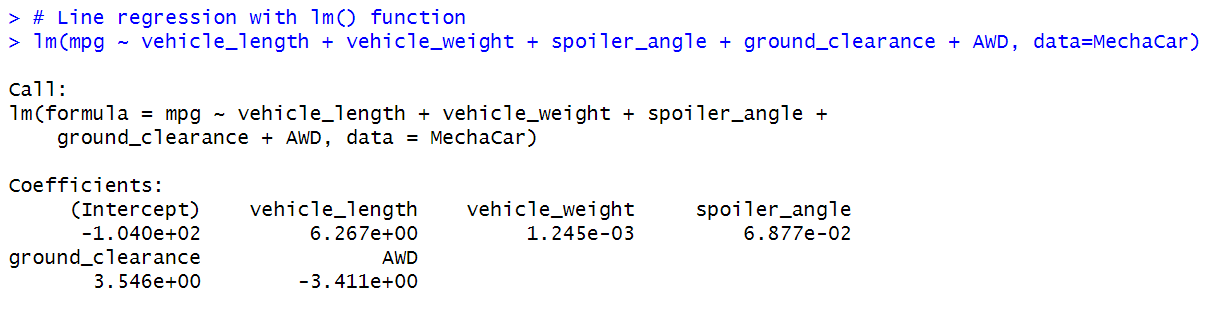 > # Line regression with lm() function
> lm(mpg ~ vehicle_length + vehicle_weight + spoiler_angle + ground_clearance + AWD, data=MechaCar)
Call:
lm(formula = mpg ~ vehicle_length + vehicle_weight + spoiler_angle +
    ground_clearance + AWD, data = MechaCar)
Coefficients:
     (Intercept)    vehicle_length    vehicle_weight     spoiler_angle
      -1.040e+02         6.267e+00         1.245e-03         6.877e-02
ground_clearance               AWD
       3.546e+00        -3.411e+00